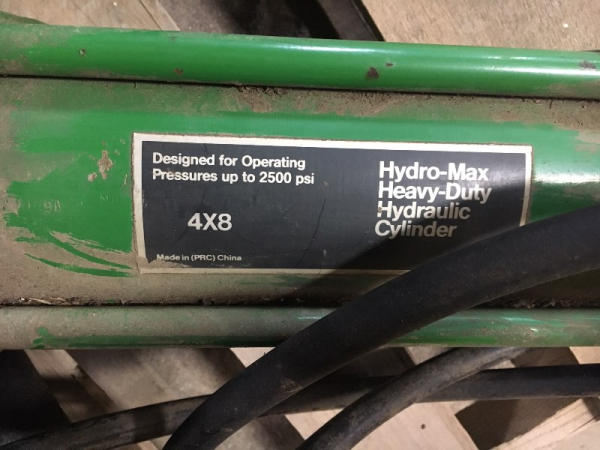 Designed for Operating
Pressures up to 2500 psi
4X8
Made in (PRC) China
Hydro-Max
Heavy-Duty
Hydraulic
Cylinder